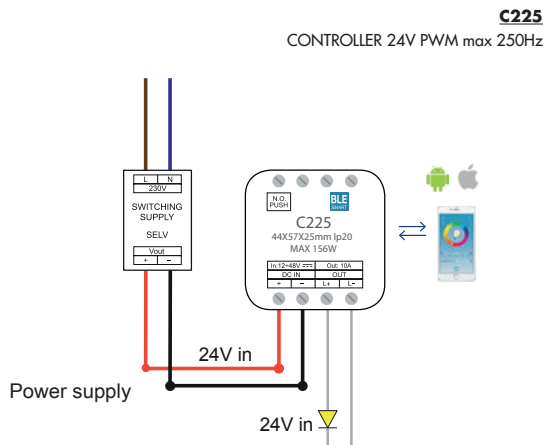 C225
CONTROLLER 24V PWM max 250Hz
L N
230V
SWITCHING
SUPPLY
SELV
Vout
+ −
N.O.
PUSH
BLE
SMART
C225
44X57X25mm Ip20
MAX 156W
In:12÷48V Out: 10A
DC IN OUT
+ − L+ L-
24V in
Power supply
24V in